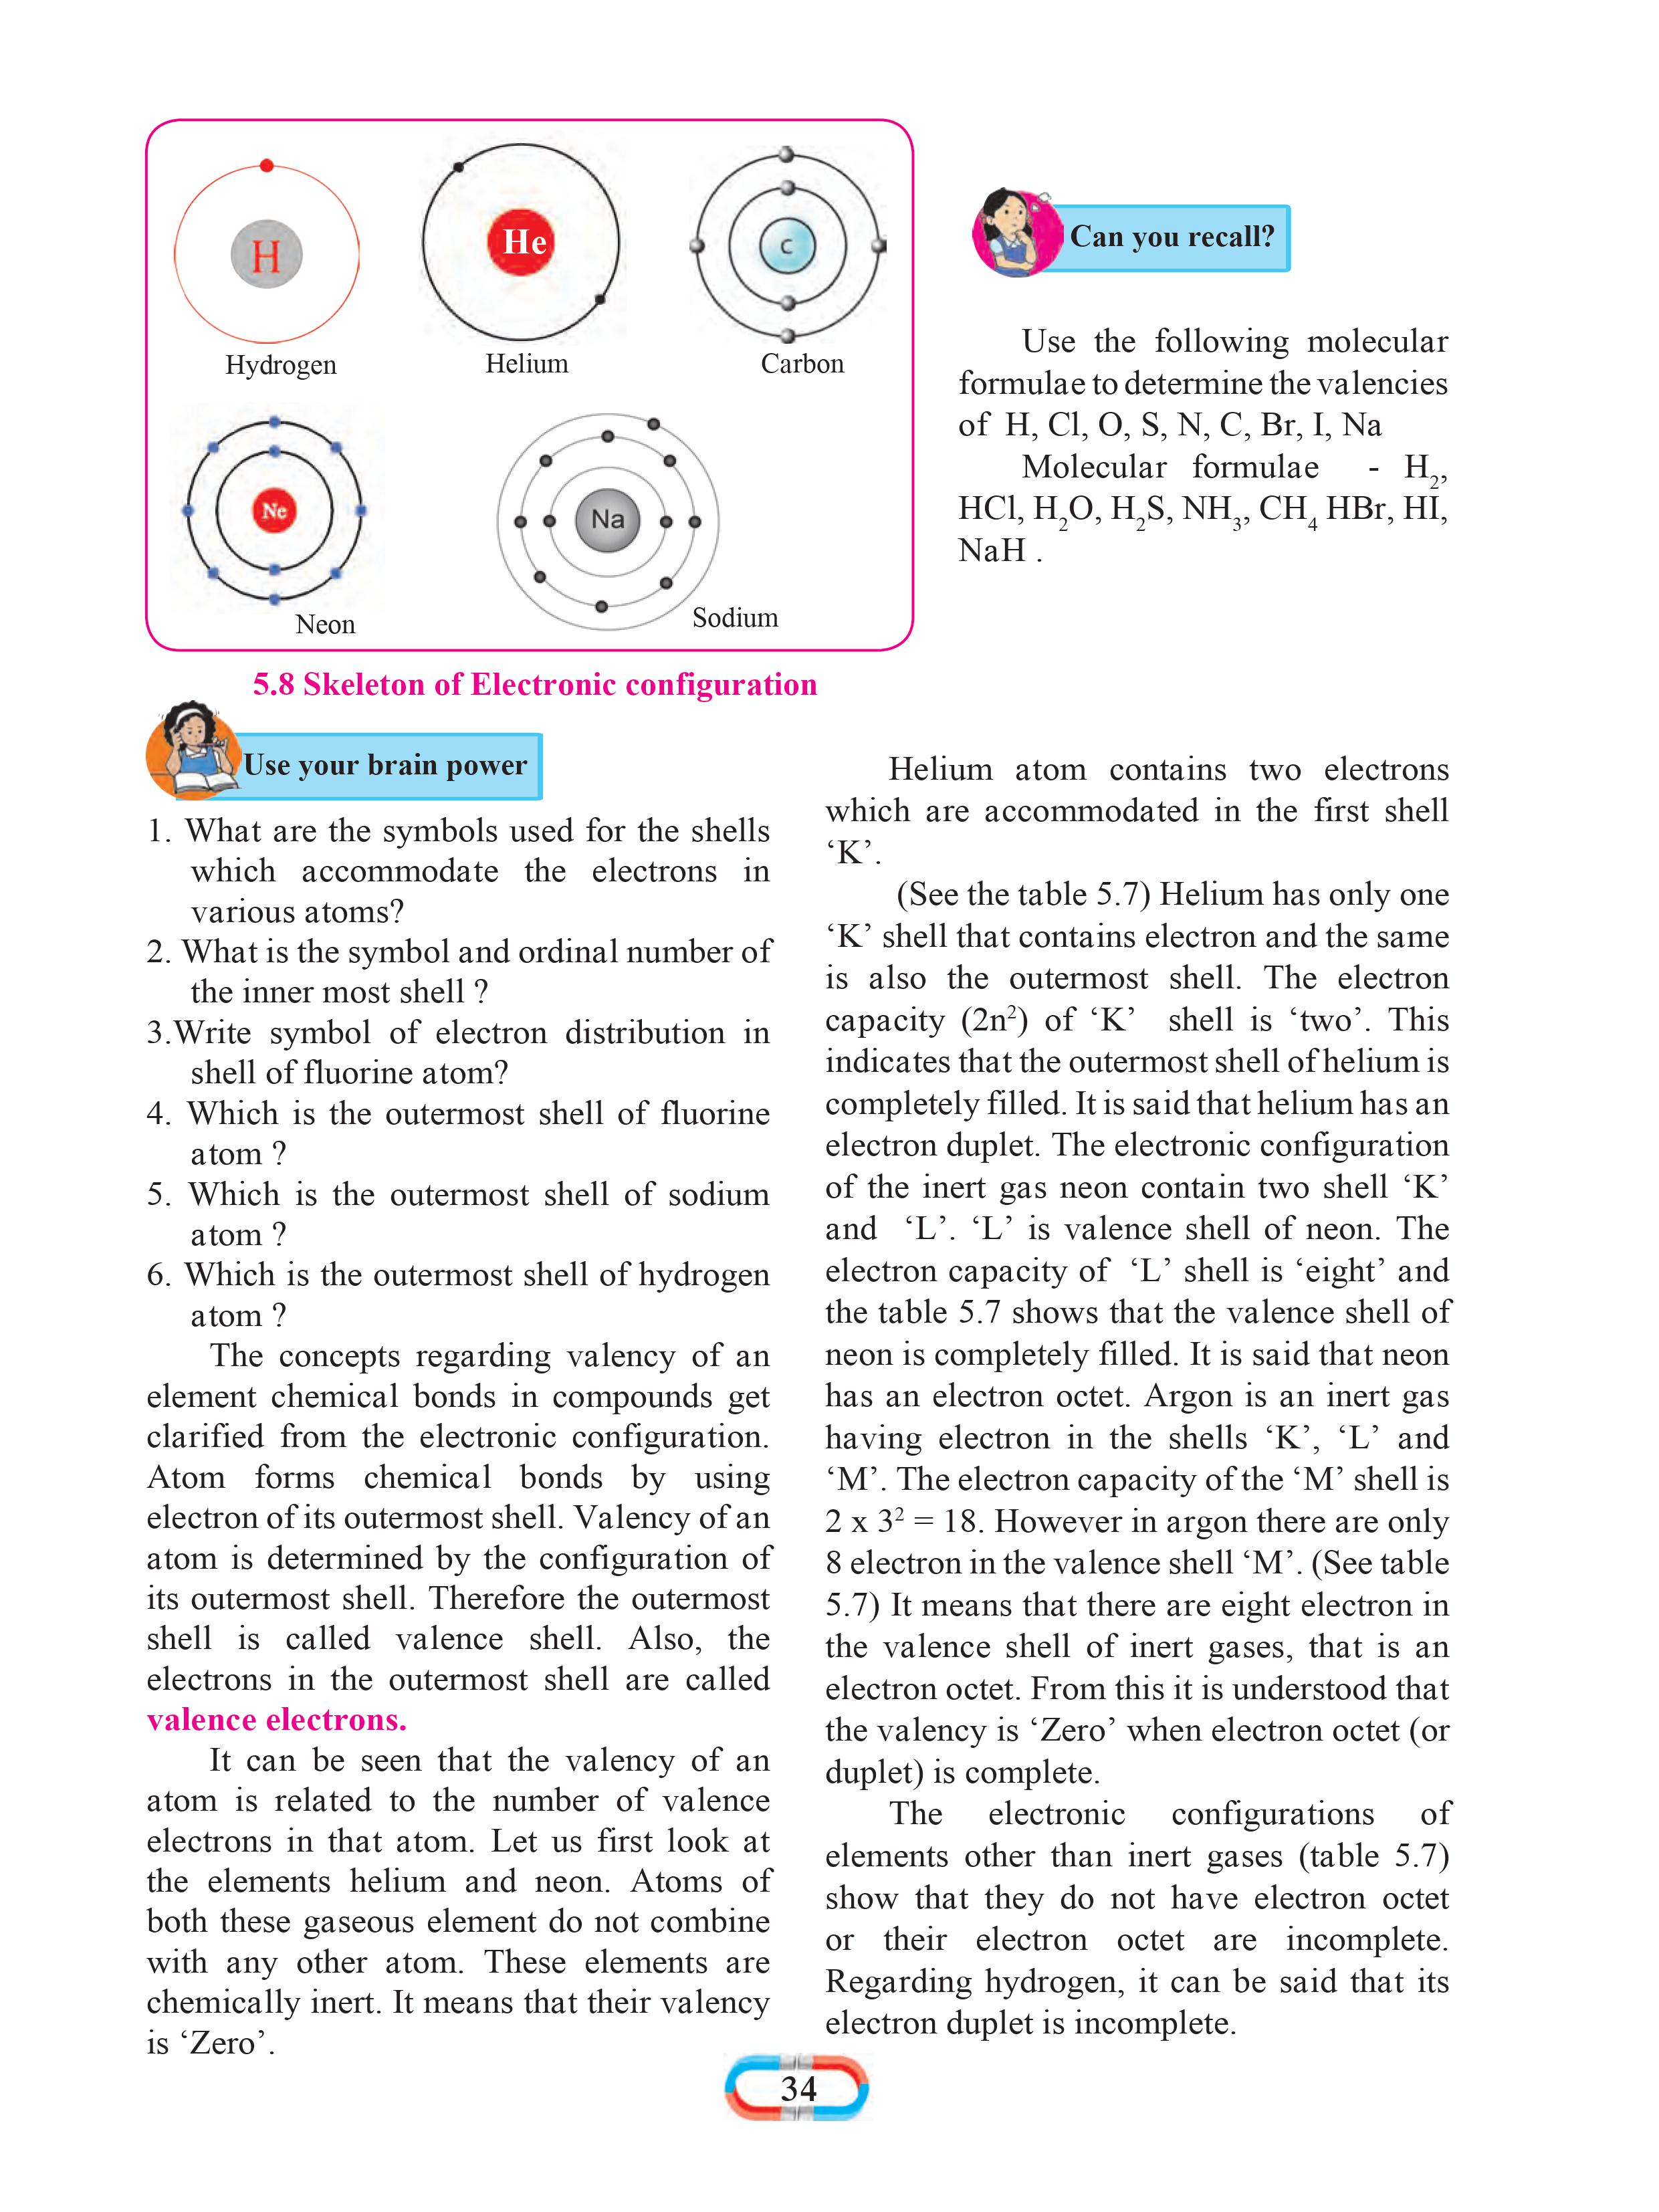 H
He
C
Hydrogen
Helium
Carbon
Ne
Na
Neon
Sodium
5.8 Skeleton of Electronic configuration
Can you recall?
Use the following molecular
formulae to determine the valencies
of H, Cl, O, S, N, C, Br, I, Na
Molecular formulae - H₂,
HCl, H₂O, H₂S, NH₃, CH₄ HBr, HI,
NaH .
Use your brain power
1. What are the symbols used for the shells
which accommodate the electrons in
various atoms?
2. What is the symbol and ordinal number of
the inner most shell ?
3.Write symbol of electron distribution in
shell of fluorine atom?
4. Which is the outermost shell of fluorine
atom ?
5. Which is the outermost shell of sodium
atom ?
6. Which is the outermost shell of hydrogen
atom ?
The concepts regarding valency of an
element chemical bonds in compounds get
clarified from the electronic configuration.
Atom forms chemical bonds by using
electron of its outermost shell. Valency of an
atom is determined by the configuration of
its outermost shell. Therefore the outermost
shell is called valence shell. Also, the
electrons in the outermost shell are called
valence electrons.
It can be seen that the valency of an
atom is related to the number of valence
electrons in that atom. Let us first look at
the elements helium and neon. Atoms of
both these gaseous element do not combine
with any other atom. These elements are
chemically inert. It means that their valency
is ‘Zero’.
Helium atom contains two electrons
which are accommodated in the first shell
‘K’.
(See the table 5.7) Helium has only one
‘K’ shell that contains electron and the same
is also the outermost shell. The electron
capacity (2n²) of ‘K’ shell is ‘two’. This
indicates that the outermost shell of helium is
completely filled. It is said that helium has an
electron duplet. The electronic configuration
of the inert gas neon contain two shell ‘K’
and ‘L’. ‘L’ is valence shell of neon. The
electron capacity of ‘L’ shell is ‘eight’ and
the table 5.7 shows that the valence shell of
neon is completely filled. It is said that neon
has an electron octet. Argon is an inert gas
having electron in the shells ‘K’, ‘L’ and
‘M’. The electron capacity of the ‘M’ shell is
2 x 3² = 18. However in argon there are only
8 electron in the valence shell ‘M’. (See table
5.7) It means that there are eight electron in
the valence shell of inert gases, that is an
electron octet. From this it is understood that
the valency is ‘Zero’ when electron octet (or
duplet) is complete.
The electronic configurations of
elements other than inert gases (table 5.7)
show that they do not have electron octet
or their electron octet are incomplete.
Regarding hydrogen, it can be said that its
electron duplet is incomplete.
34